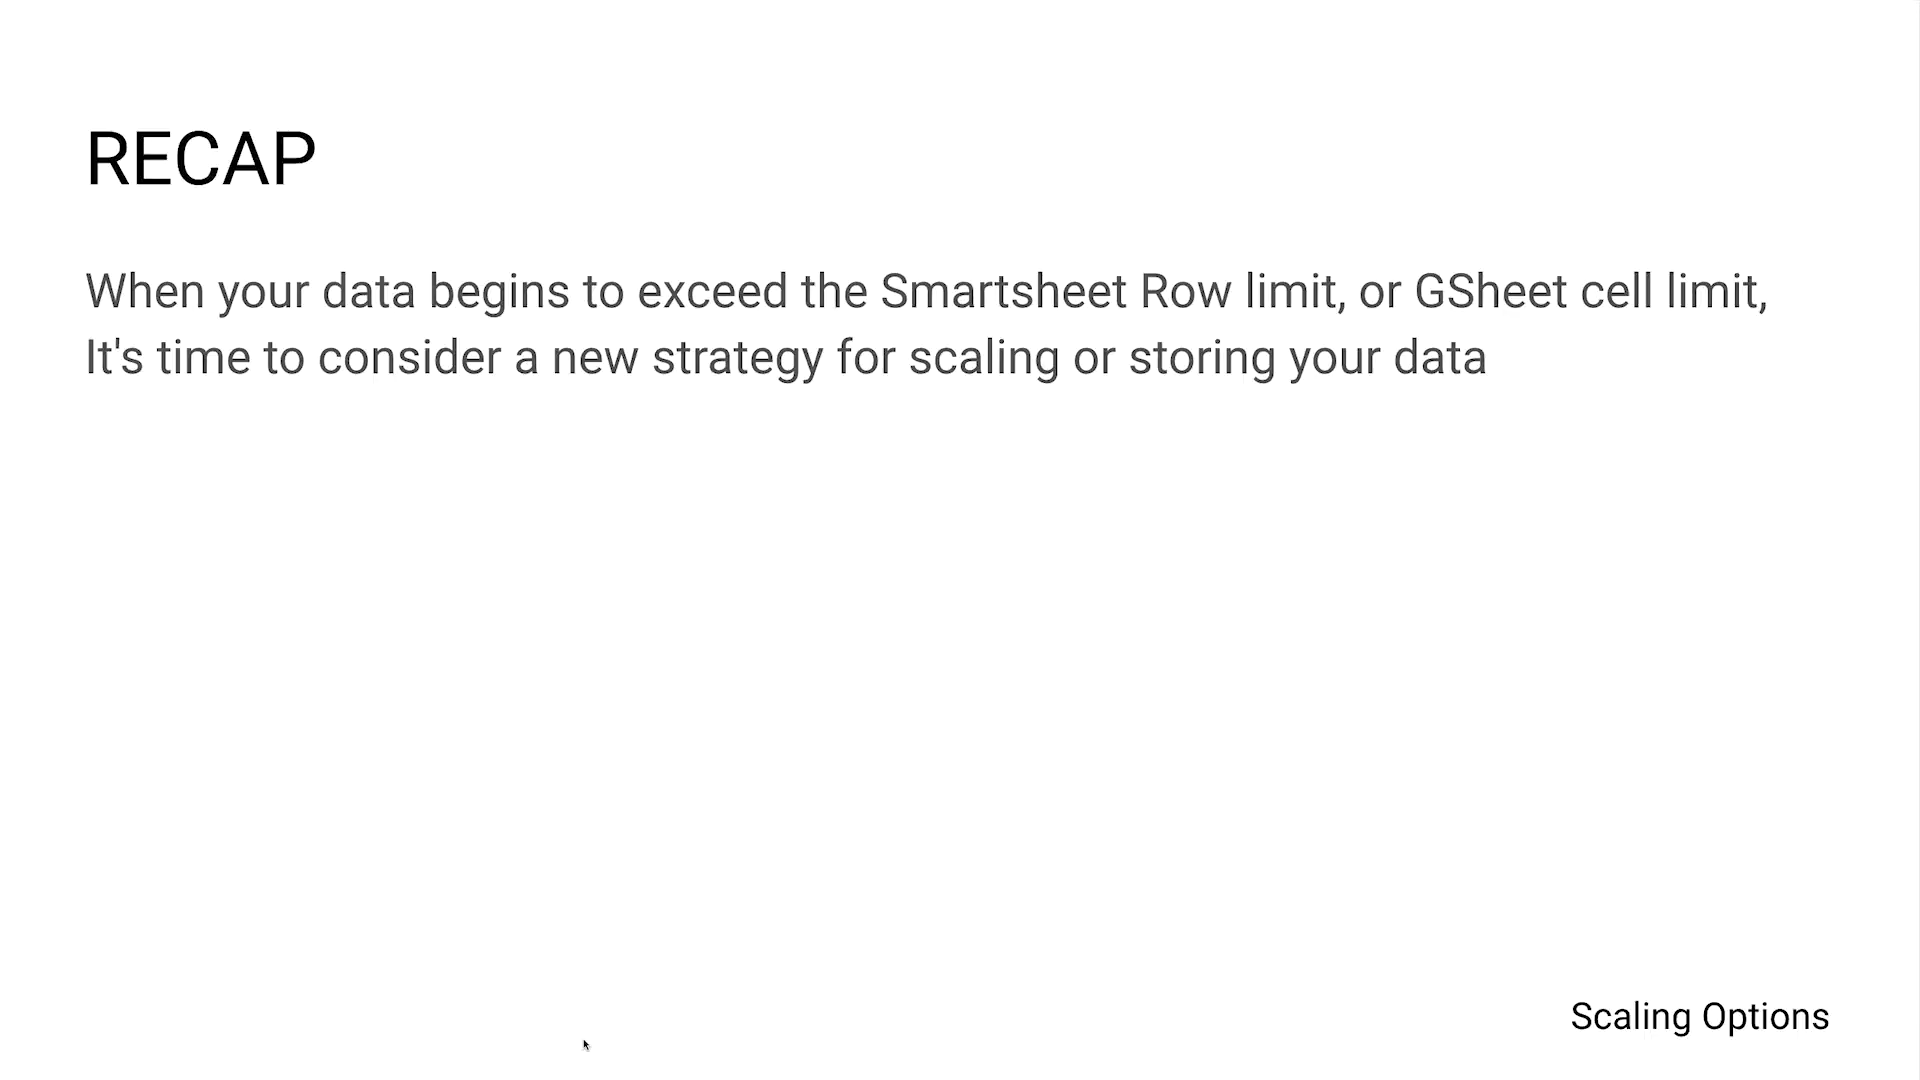 RECAP
When your data begins to exceed the Smartsheet Row limit, or GSheet cell limit,
It's time to consider a new strategy for scaling or storing your data
Scaling Options